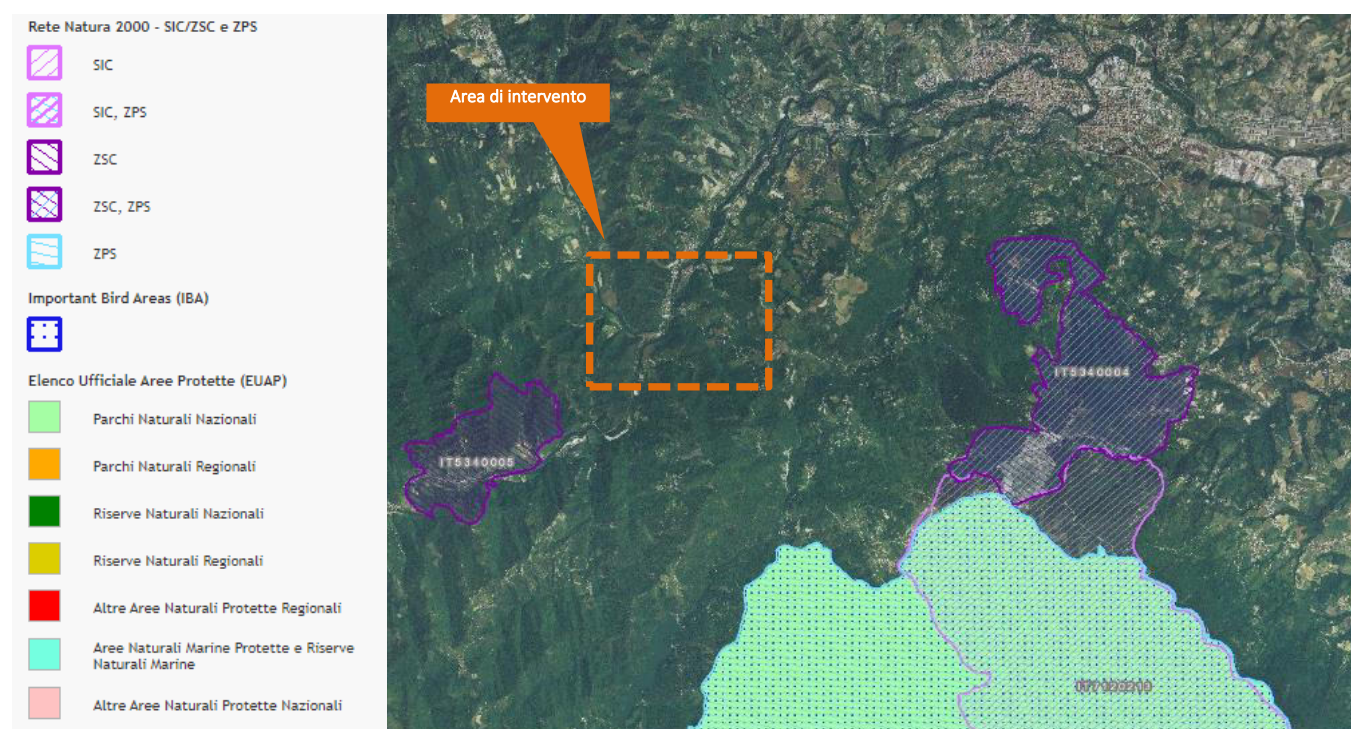 Rete Natura 2000 - SIC/ZSC e ZPS
SIC
SIC, ZPS
ZSC
ZSC, ZPS
ZPS
Important Bird Areas (IBA)
Elenco Ufficiale Aree Protette (EUAP)
Parchi Naturali Nazionali
Parchi Naturali Regionali
Riserve Naturali Nazionali
Riserve Naturali Regionali
Altre Aree Naturali Protette Regionali
Aree Naturali Marine Protette e Riserve
Naturali Marine
Altre Aree Naturali Protette Nazionali
Area di intervento
IT5340004
IT5340005
IT7120213